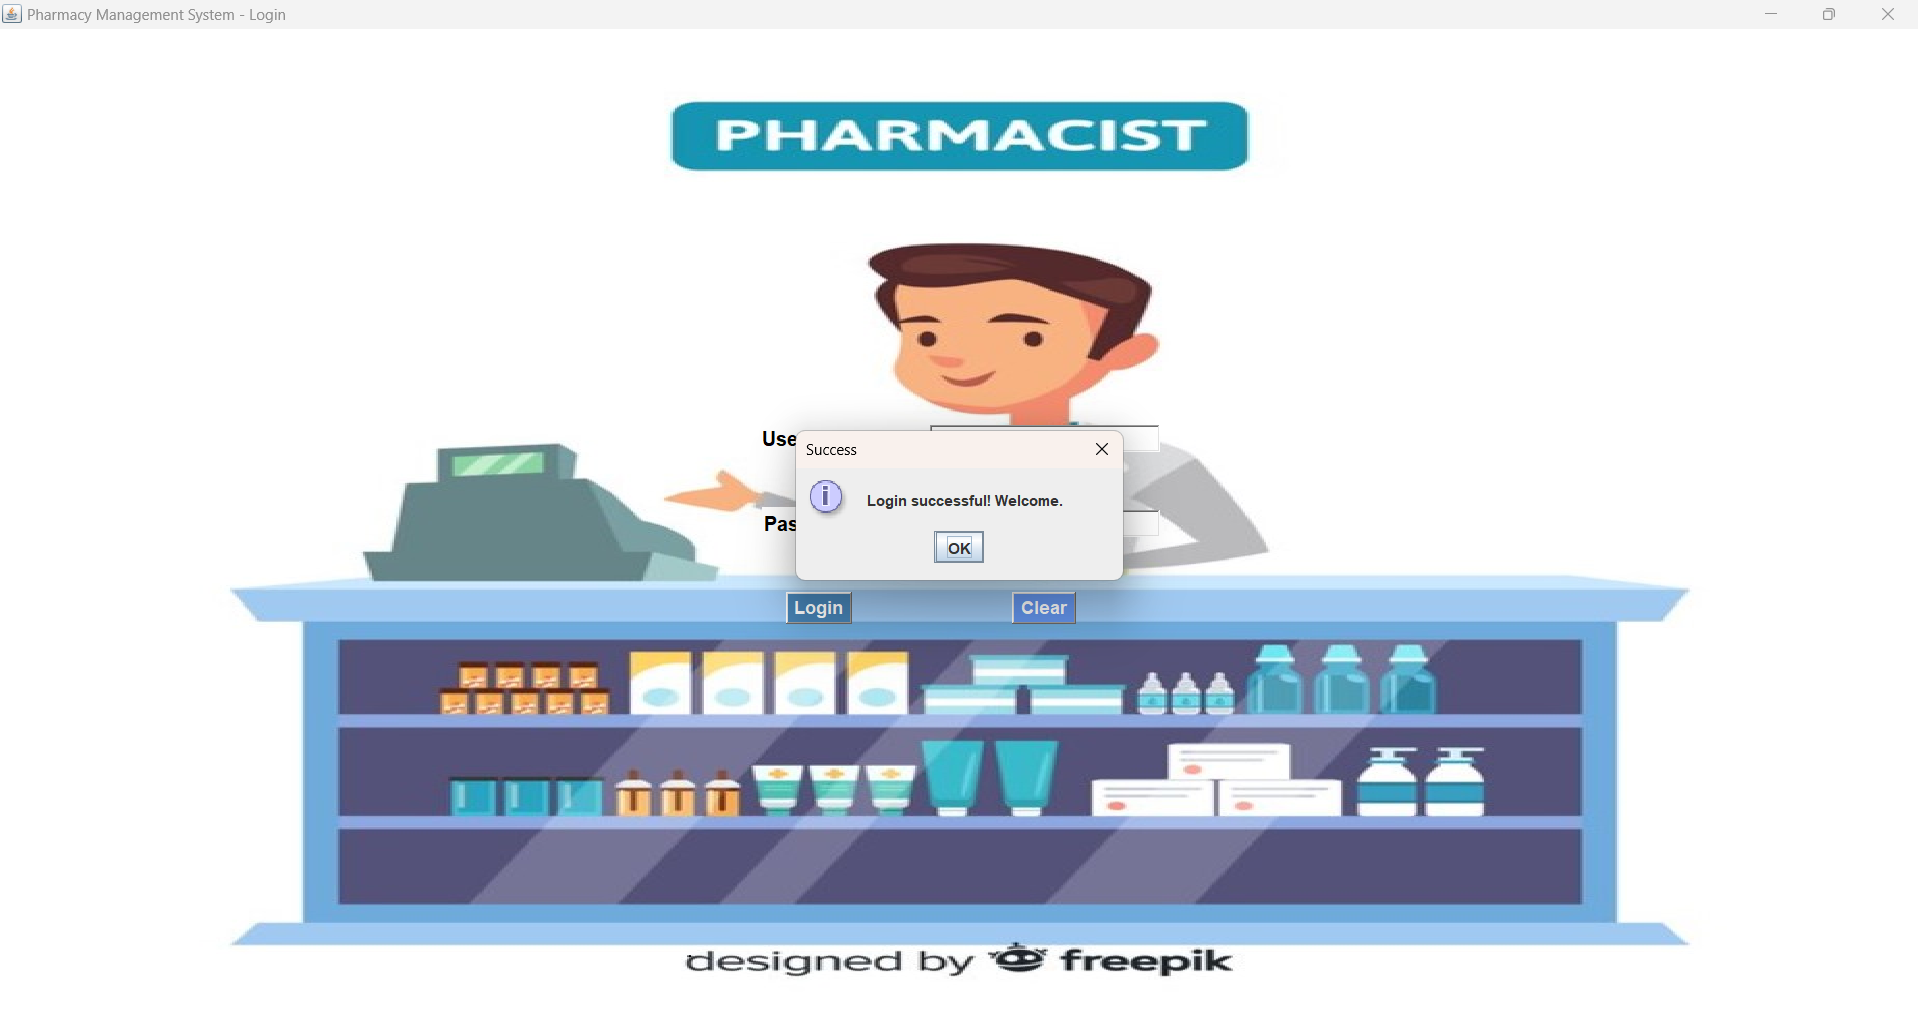 Pharmacy Management System - Login
PHARMACIST
Use
Success
Login successful! Welcome.
Pas
OK
Login
Clear
designed by freepik